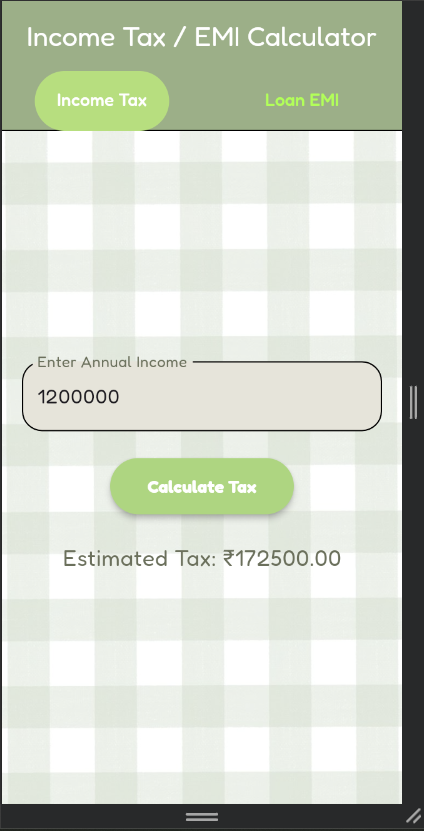 Income Tax / EMI Calculator
Income Tax
Loan EMI
Enter Annual Income
1200000
Calculate Tax
Estimated Tax: ₹172500.00